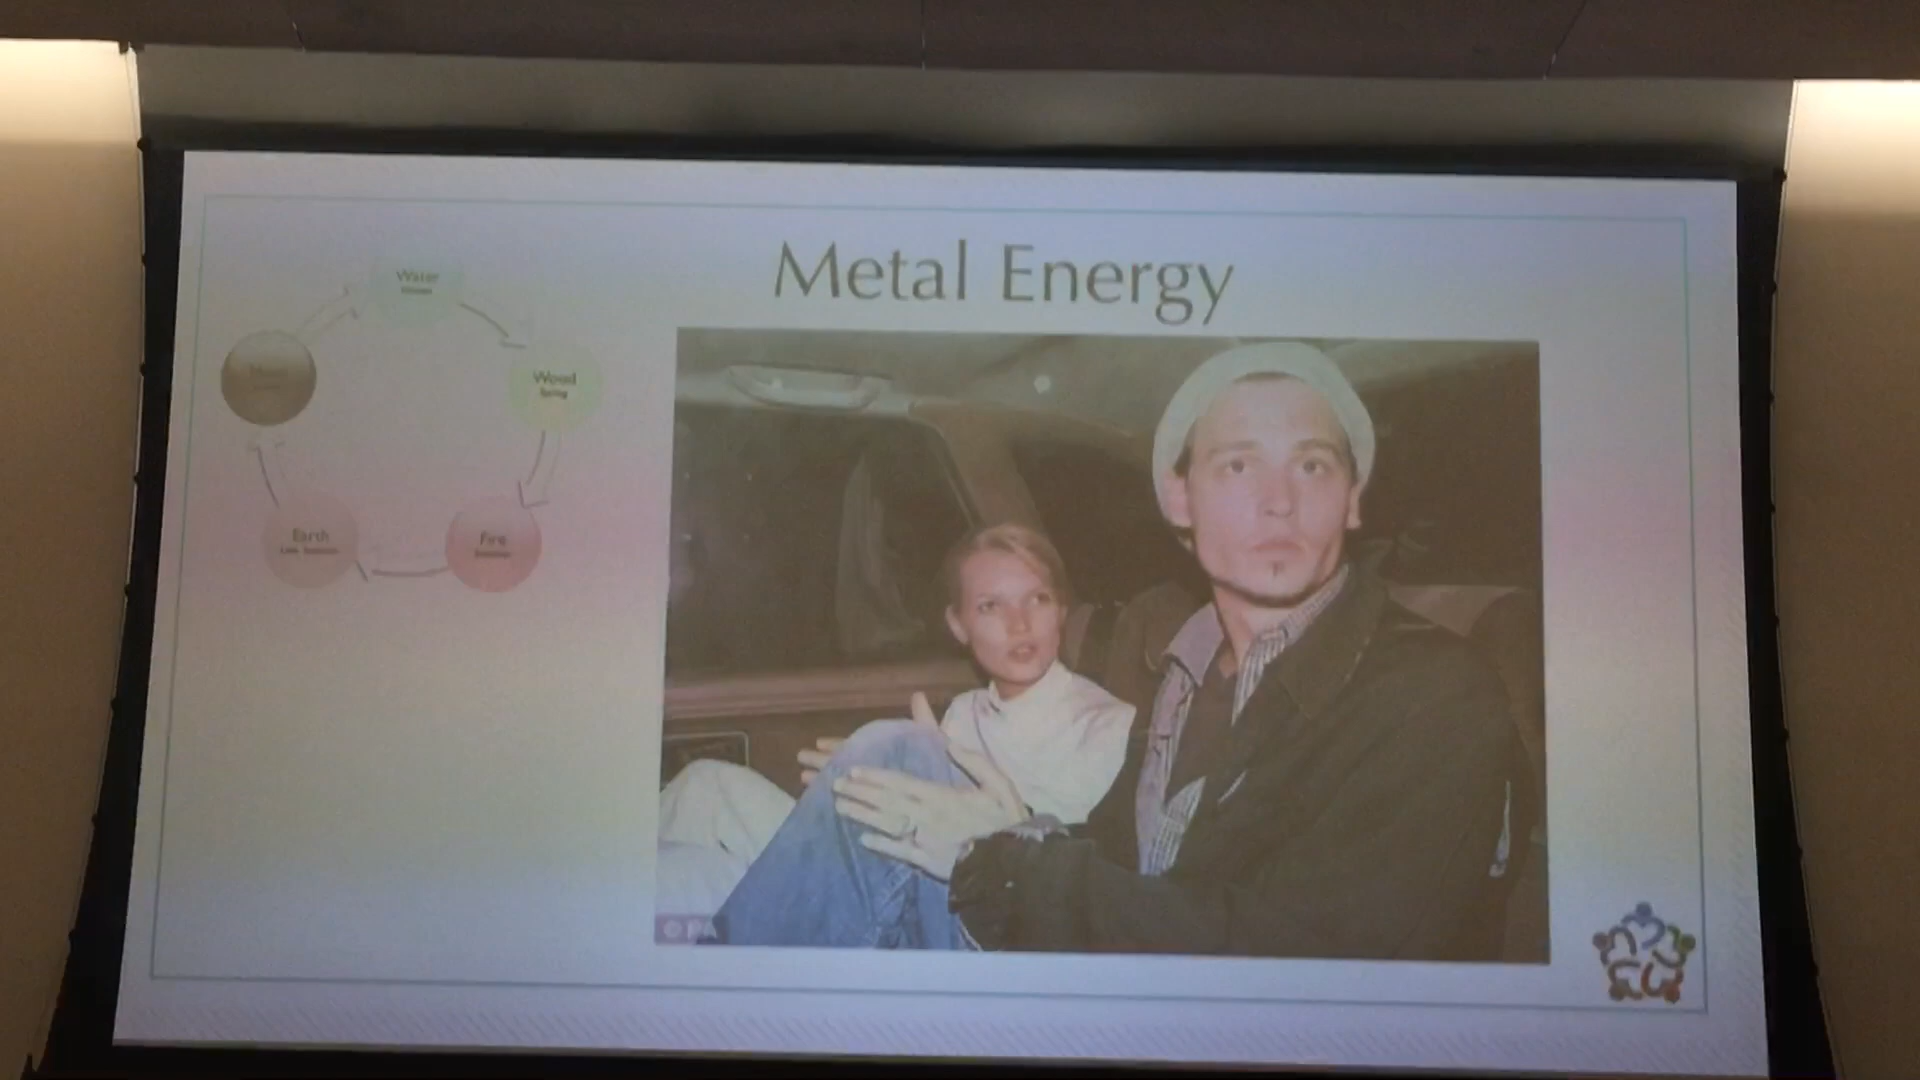 Metal Energy
Water
Wood
Spring
Fire
Earth
© PA